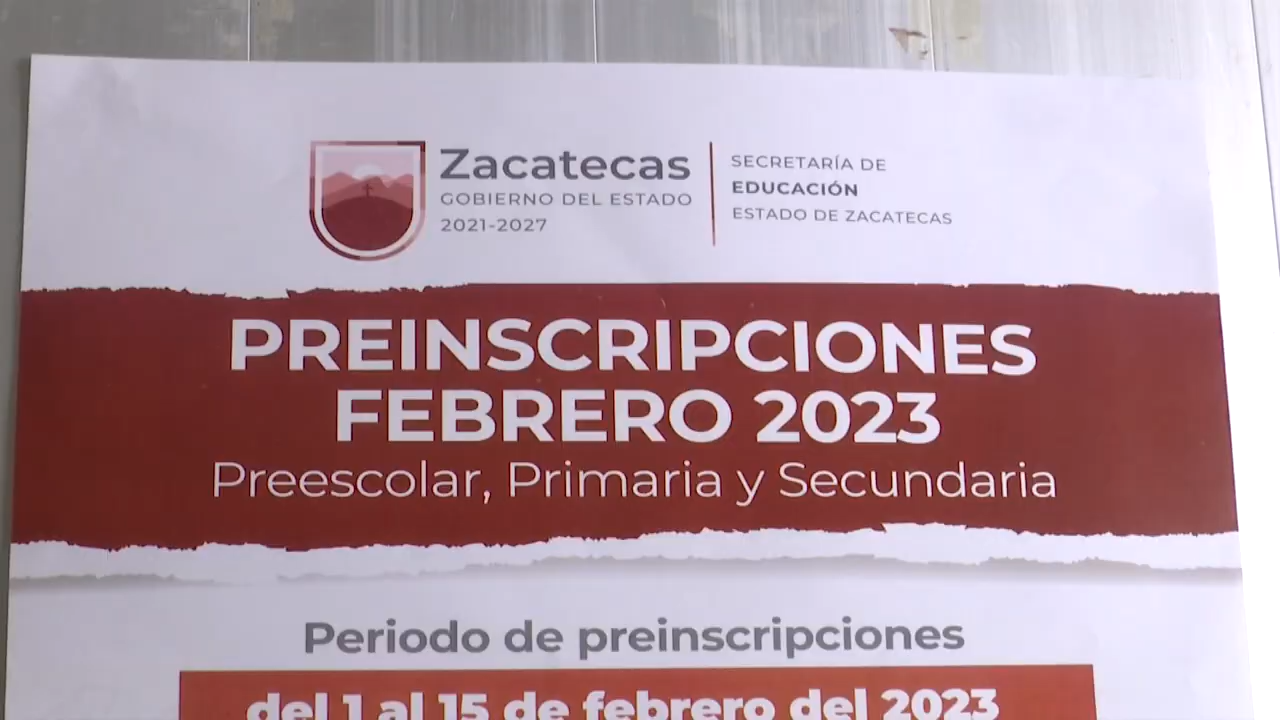 Zacatecas
GOBIERNO DEL ESTADO
2021-2027
SECRETARÍA DE
EDUCACIÓN
ESTADO DE ZACATECAS
PREINSCRIPCIONES
FEBRERO 2023
Preescolar, Primaria y Secundaria
Periodo de preinscripciones
del 1 al 15 de febrero del 2023